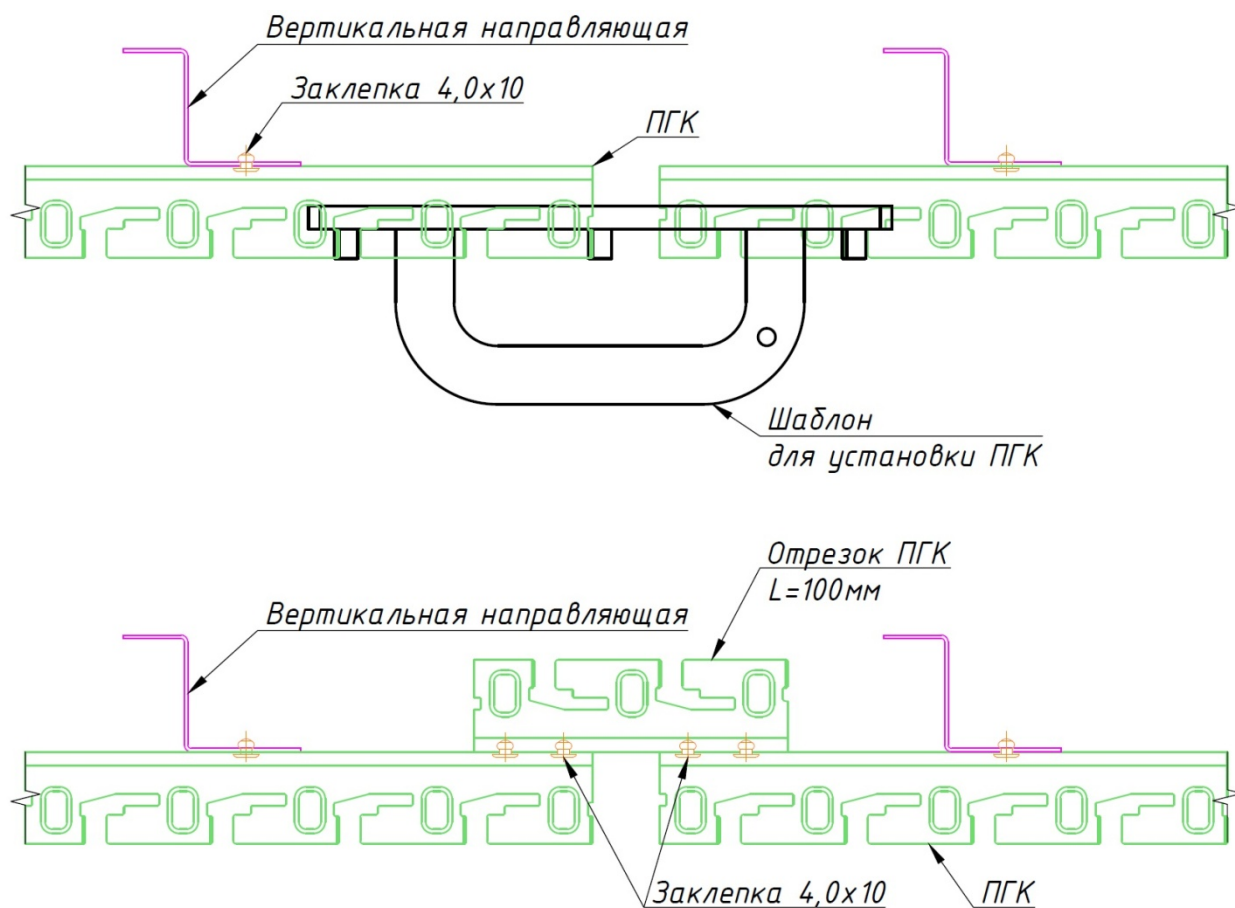 Вертикальная направляющая
Заклепка 4,0х10
ПГК
Шаблон
для установки ПГК
Отрезок ПГК
L=100мм
Вертикальная направляющая
Заклепка 4,0х10
ПГК